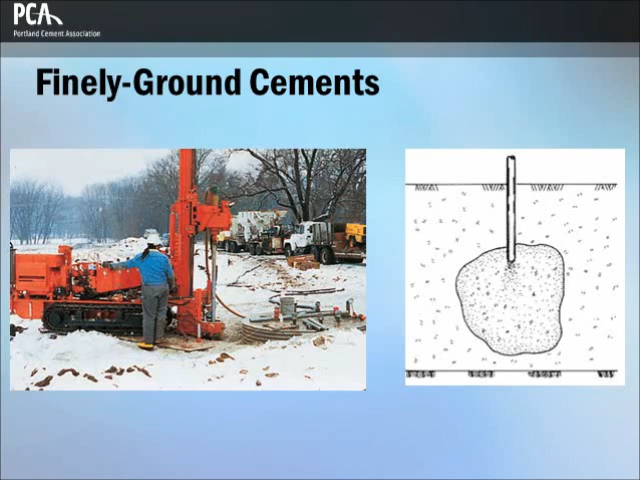 PCA
Portland Cement Association
Finely-Ground Cements